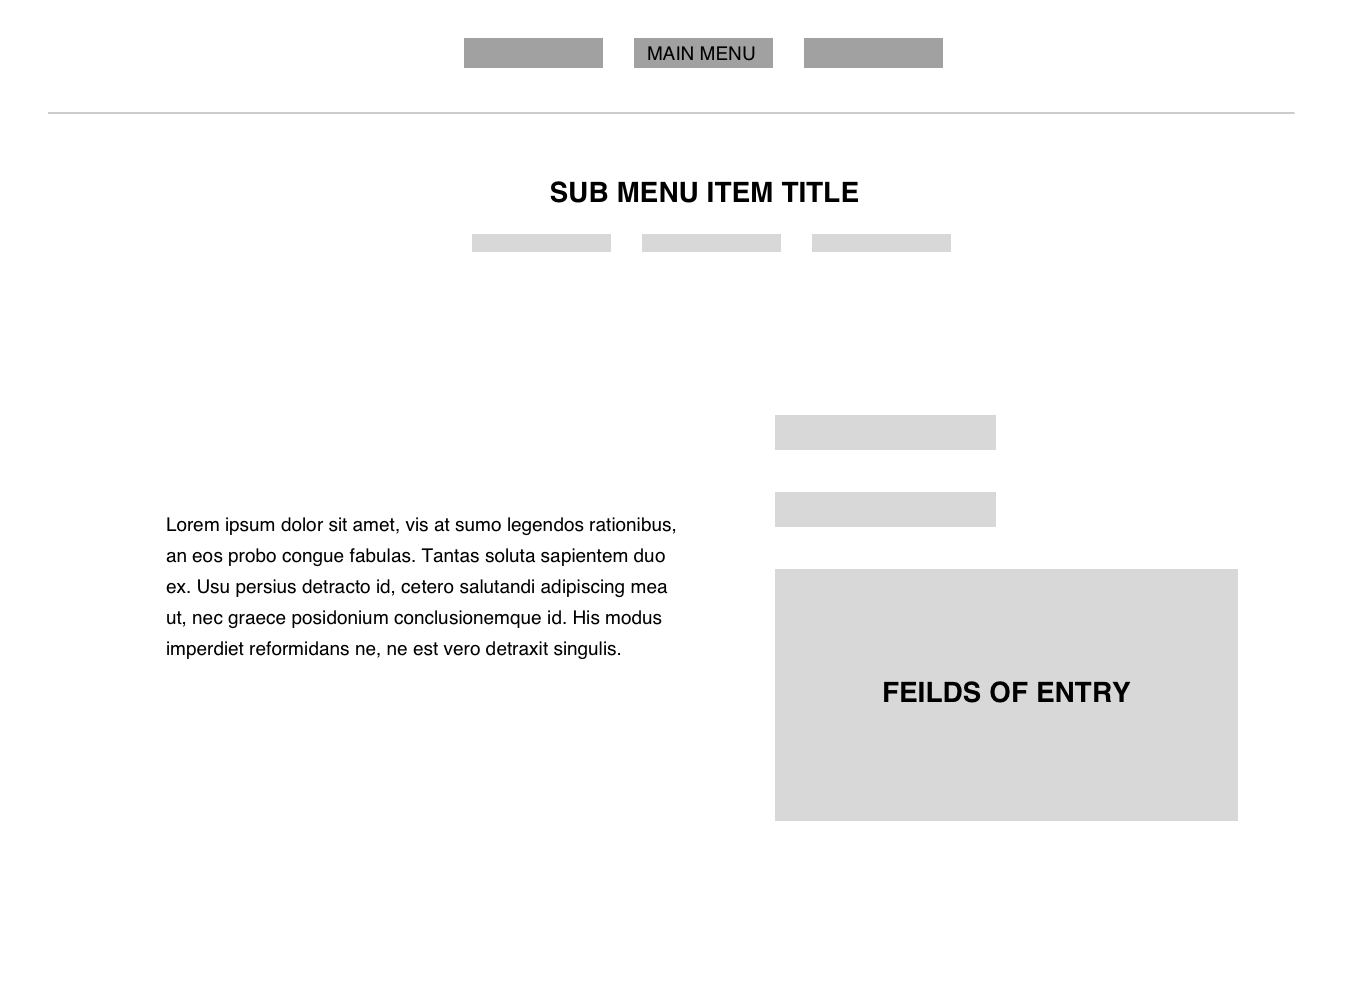 MAIN MENU
SUB MENU ITEM TITLE
Lorem ipsum dolor sit amet, vis at sumo legendos rationibus,
an eos probo congue fabulas. Tantas soluta sapientem duo
ex. Usu persius detracto id, cetero salutandi adipiscing mea
ut, nec graece posidonium conclusionemque id. His modus
imperdiet reformidans ne, ne est vero detraxit singulis.
FEILDS OF ENTRY